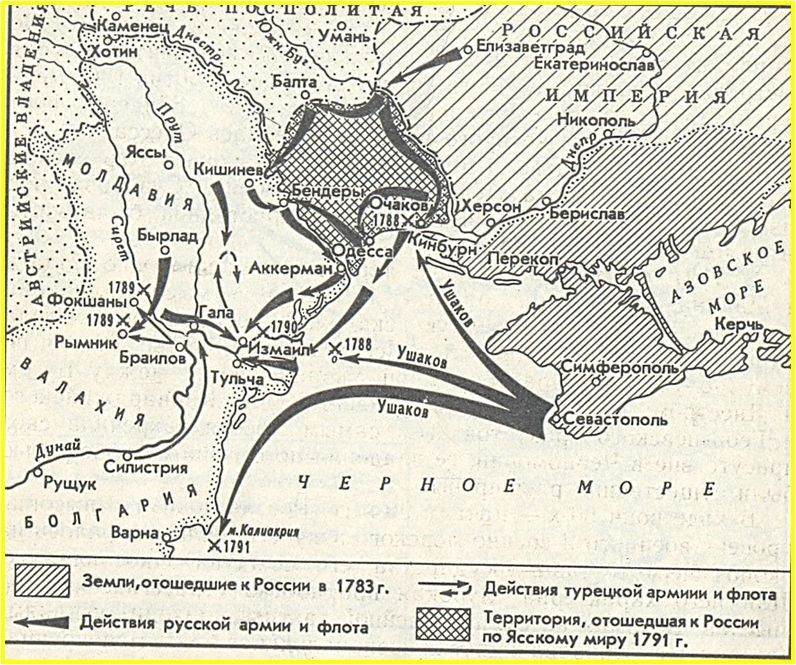 РЕЧЬ ПОСПОЛИТАЯ
РОССИЙСКАЯ
ИМПЕРИЯ
АВСТРИЙСКИЕ ВЛАДЕНИЯ
Каменец
Хотин
Днестр
Южн. Буг
Умань
Балта
Елизаветград
Екатеринослав
Никополь
Днепр
Прут
Яссы
МОЛДАВИЯ
Кишинев
Бендеры
Очаков
1788
Херсон
Берислав
Сирет
Бырлад
Одесса
Кинбурн
Перекоп
Аккерман
АЗОВСКОЕ
МОРЕ
1789
Фокшаны
1789
Гала
1790
Ушаков
Керчь
Рымник
Браилов
Измаил
1788
Ушаков
Симферополь
Тульча
ВАЛАХИЯ
Ушаков
Севастополь
Дунай
Силистрия
Рущук
ЧЕРНОЕ МОРЕ
БОЛГАРИЯ
Варна
м. Калиакрия
1791
Земли, отошедшие к России в 1783 г.
Действия турецкой армиии и флота
Действия русской армии и флота
Территория, отошедшая к России
по Ясскому миру 1791 г.